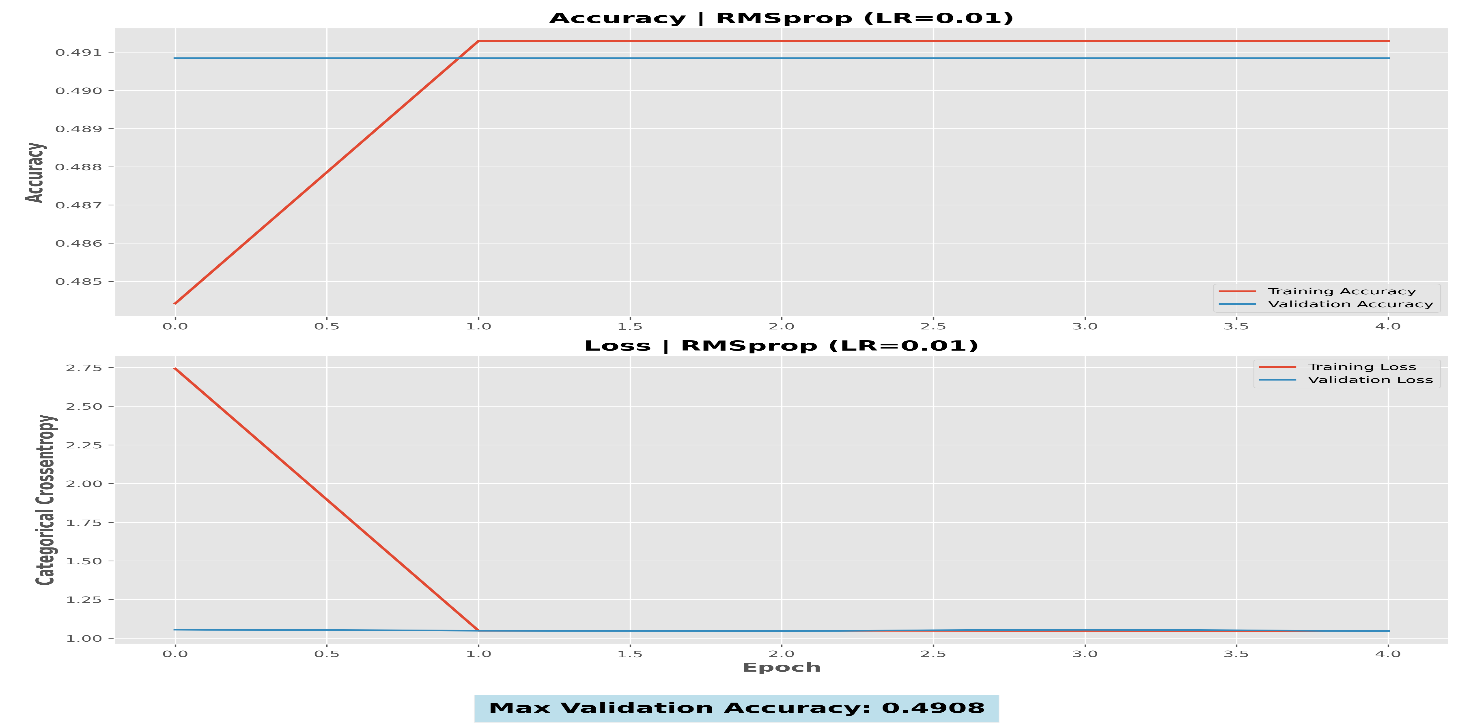 Accuracy | RMSprop (LR=0.01)
0.491
0.490
0.489
0.488
0.487
0.486
0.485
Accuracy
Training Accuracy
Validation Accuracy
0.0 0.5 1.0 1.5 2.0 2.5 3.0 3.5 4.0
Loss | RMSprop (LR=0.01)
2.75
2.50
2.25
2.00
1.75
1.50
1.25
1.00
Categorical Crossentropy
Training Loss
Validation Loss
0.0 0.5 1.0 1.5 2.0 2.5 3.0 3.5 4.0
Epoch
Max Validation Accuracy: 0.4908